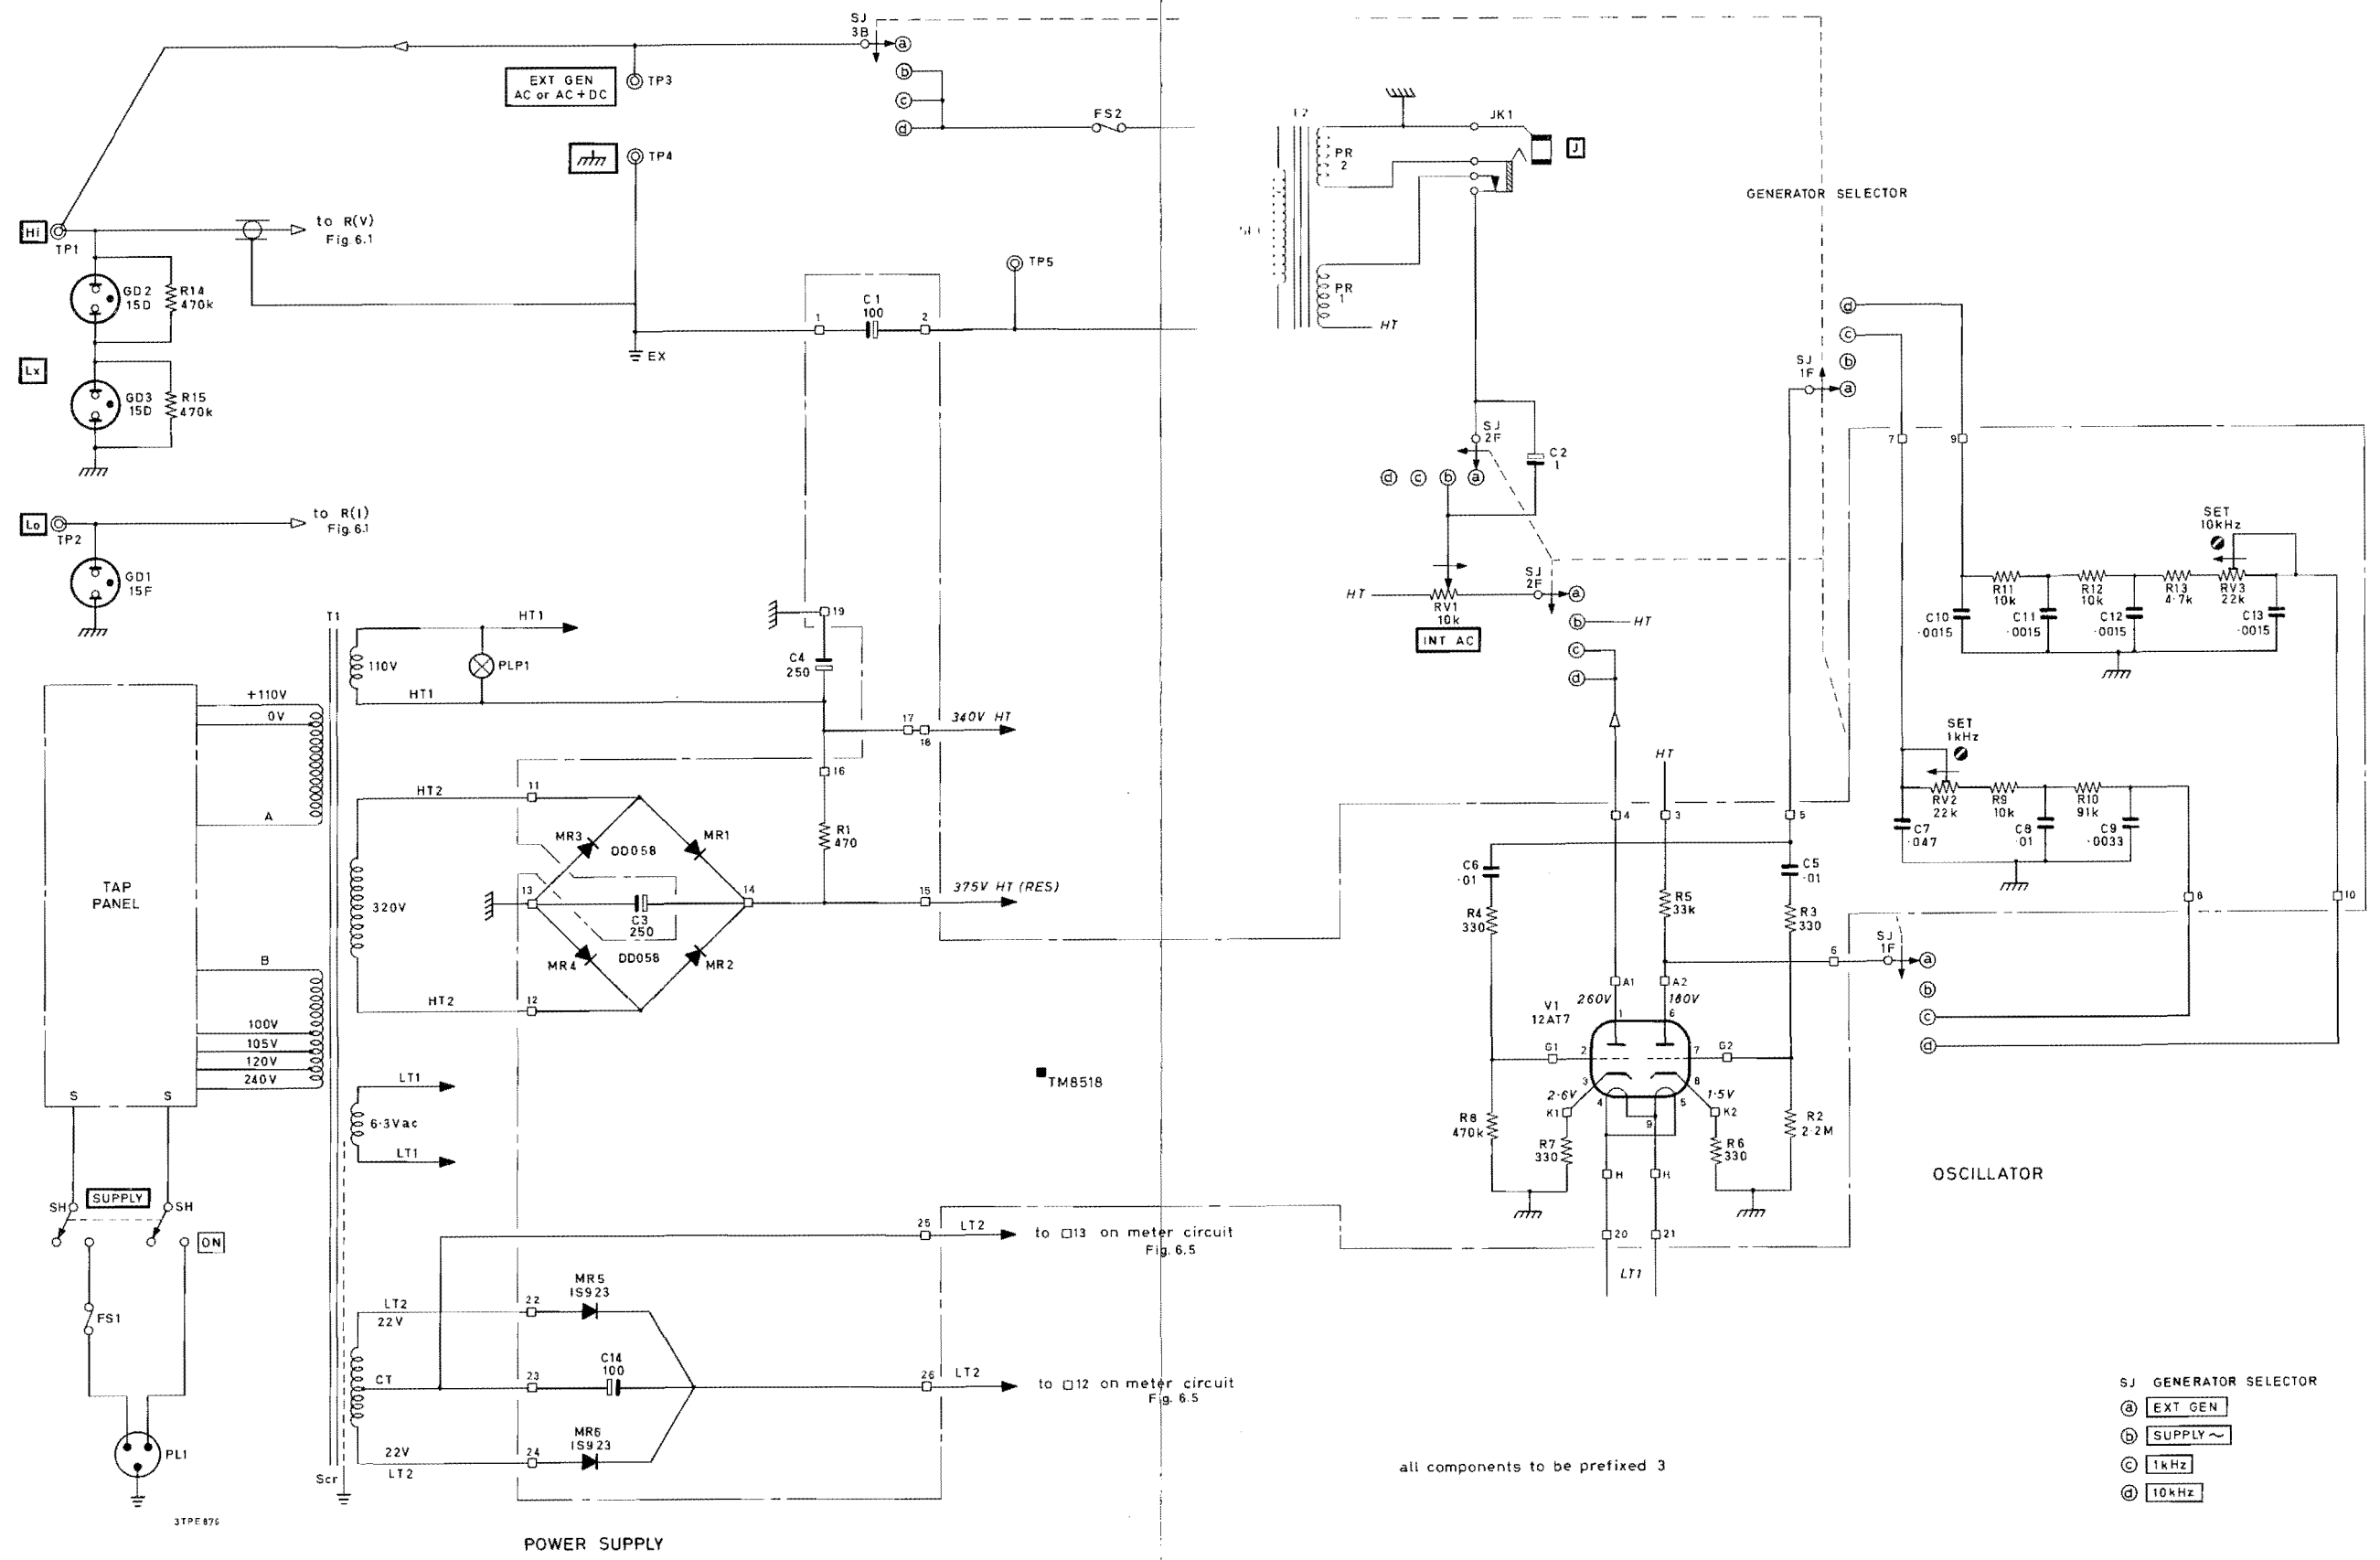 SJ
3B
a
b
c
d
EXT GEN
AC or AC+DC
TP3
TP4
FS2
Hi
TP1
to R(V)
Fig. 6.1
GD2
15D
R14
470k
Lx
GD3
15D
R15
470k
EX
1
C1
100
2
TP5
Lo
TP2
to R(I)
Fig. 6.1
GD1
15F
JK1
J
PR
2
PR
1
HT
GENERATOR SELECTOR
d
c
b
a
SJ
1F
SJ
2F
C2
1
d
c
b
a
HT
RV1
10k
INT AC
SJ
2F
a
b
HT
c
d
7
9
SET
10kHz
R11
10k
R12
10k
R13
4·7k
RV3
22k
C10
·0015
C11
·0015
C12
·0015
C13
·0015
SET
1kHz
RV2
22k
R9
10k
R10
91k
C7
·047
C8
·01
C9
·0033
8
10
T1
110V
HT1
PLP1
HT1
19
C4
250
17
18
340V HT
16
R1
470
+110V
0V
A
TAP
PANEL
B
100V
105V
120V
240V
S
S
HT2
11
320V
MR3
DD058
MR1
13
14
C3
250
15
375V HT (RES)
MR4
DD058
MR2
HT2
12
LT1
6·3Vac
LT1
TM8518
HT
4
3
5
C6
·01
C5
·01
R4
330
R5
33k
R3
330
6
SJ
1F
a
b
c
d
A1
A2
260V
180V
V1
12AT7
1
6
G1
2
7
G2
3
8
2·6V
1·5V
4
5
K1
K2
9
R8
470k
R7
330
R6
330
R2
2·2M
H
H
20
21
LT1
OSCILLATOR
SH
SUPPLY
SH
ON
FS1
PL1
25
LT2
to 13 on meter circuit
Fig. 6.5
LT2
22V
22
MR5
IS923
CT
23
C14
100
26
LT2
to 12 on meter circuit
Fig. 6.5
22V
LT2
24
MR6
IS923
Scr
POWER SUPPLY
all components to be prefixed 3
SJ GENERATOR SELECTOR
a EXT GEN
b SUPPLY ~
c 1kHz
d 10kHz